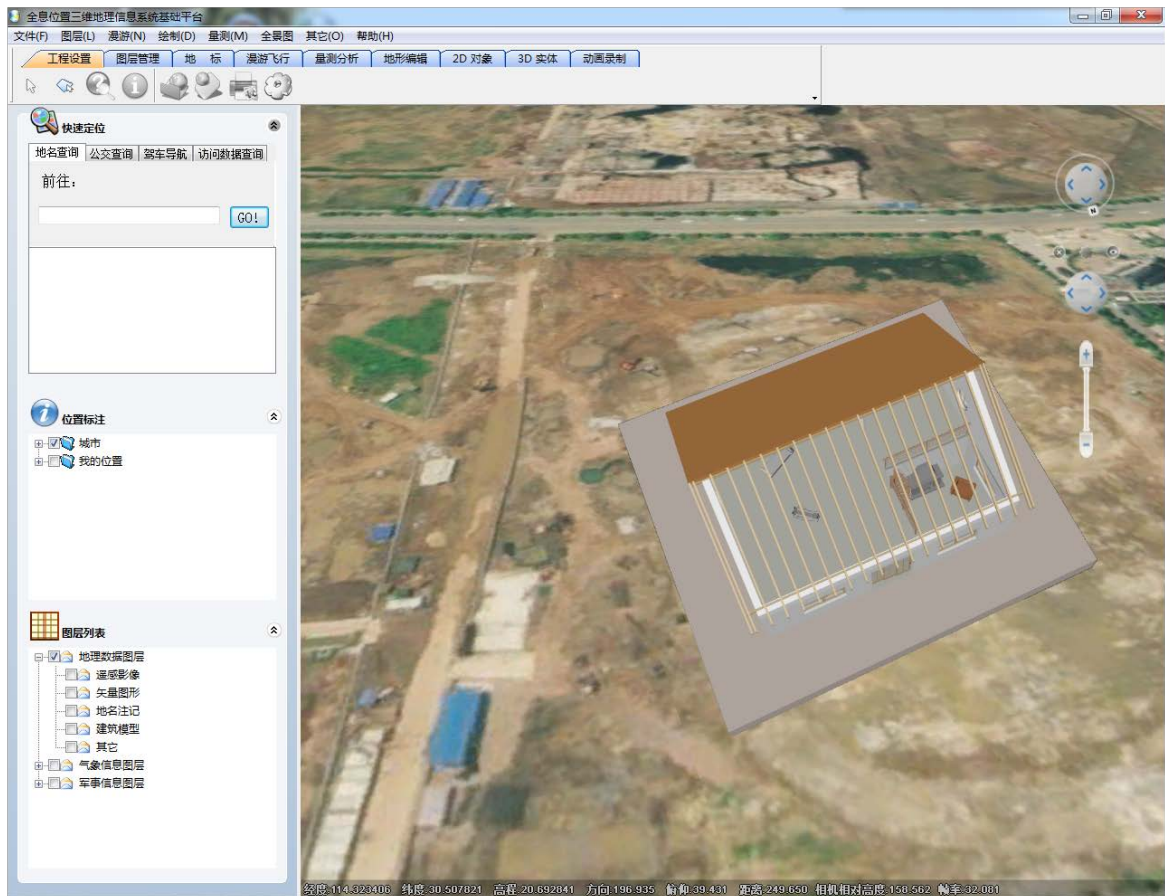 全息位置三维地理信息系统基础平台
文件(F) 图层(L) 漫游(N) 绘制(D) 量测(M) 全景图 其它(O) 帮助(H)
工程设置 图层管理 地 标 漫游飞行 量测分析 地形编辑 2D 对象 3D 实体 动画录制
快速定位
地名查询 公交查询 驾车导航 访问数据查询
前往：
GO!
位置标注
城市
我的位置
图层列表
地理数据图层
遥感影像
矢量图形
地名注记
建筑模型
其它
气象信息图层
军事信息图层
N
经度:114.323406 纬度:30.507821 高程:20.692841 方向:196.935 俯仰:39.431 距离:249.650 相机相对高度:158.562 帧率:32.081